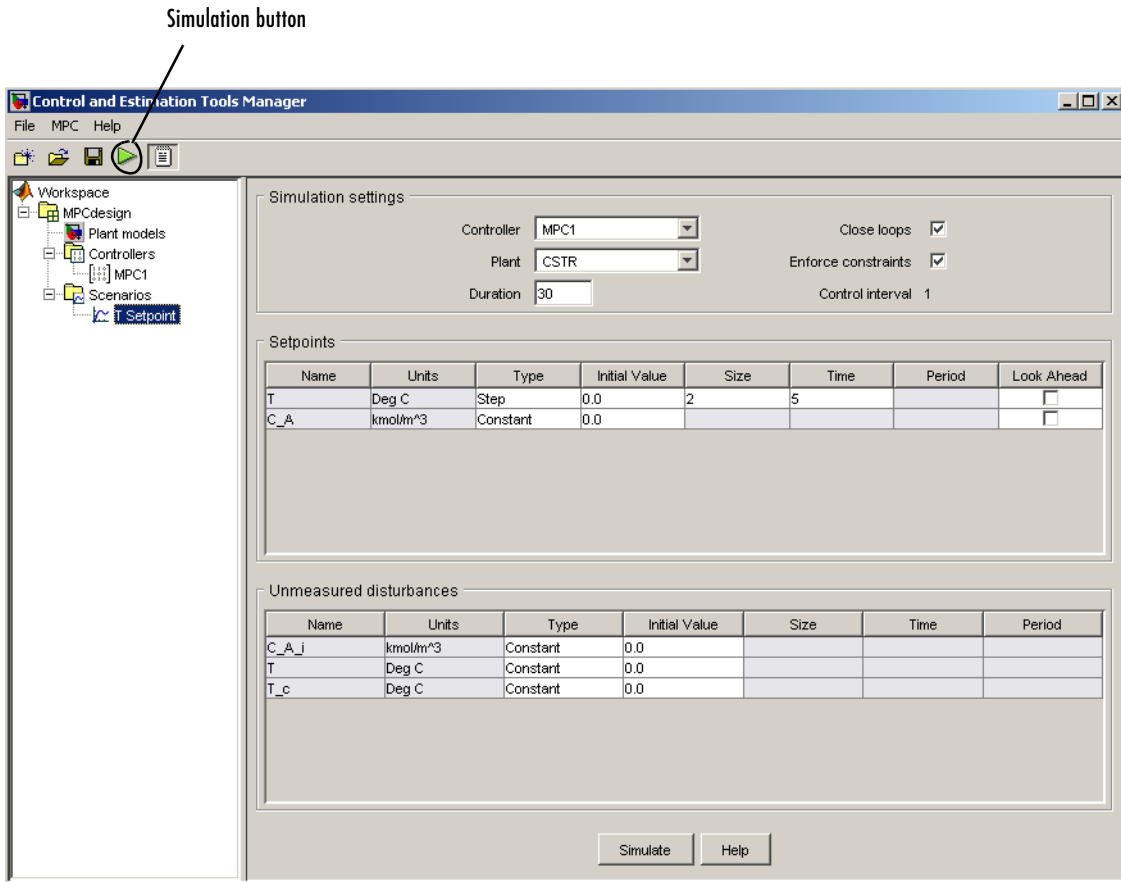 Simulation button
Control and Estimation Tools Manager
File MPC Help
Workspace
MPCdesign
Plant models
Controllers
MPC1
Scenarios
T Setpoint
Simulation settings
Controller MPC1 Close loops
Plant CSTR Enforce constraints
Duration 30 Control interval 1
Setpoints
Name Units Type Initial Value Size Time Period Look Ahead
T Deg C Step 0.0 2 5
C_A kmol/m^3 Constant 0.0
Unmeasured disturbances
Name Units Type Initial Value Size Time Period
C_A_i kmol/m^3 Constant 0.0
T Deg C Constant 0.0
T_c Deg C Constant 0.0
Simulate Help